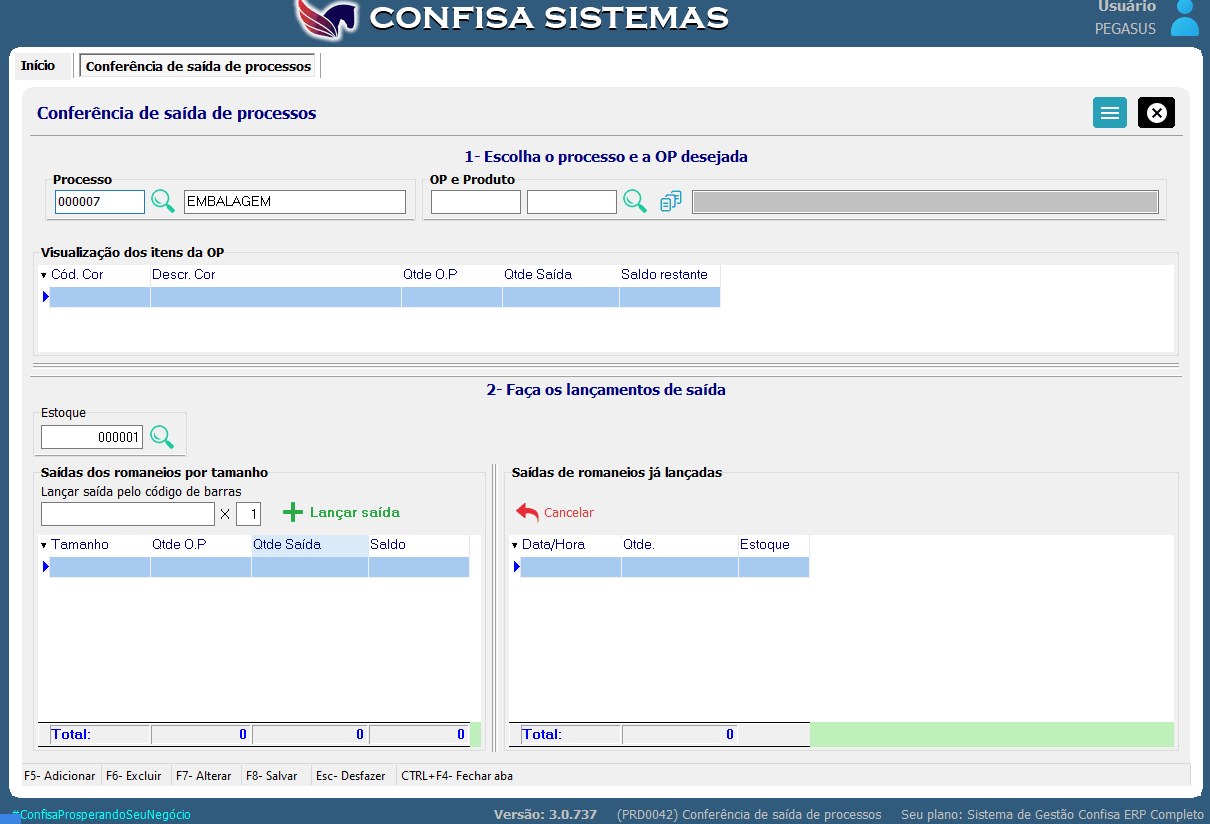 CONFISA SISTEMAS
Usuário
PEGASUS
Início
Conferência de saída de processos
Conferência de saída de processos
1- Escolha o processo e a OP desejada
Processo
000007
EMBALAGEM
OP e Produto
Visualização dos itens da OP
Cód. Cor Descr. Cor Qtde O.P Qtde Saída Saldo restante
2- Faça os lançamentos de saída
Estoque
000001
Saídas dos romaneios por tamanho
Lançar saída pelo código de barras
X 1 Lançar saída
Tamanho Qtde O.P Qtde Saída Saldo
Total: 0 0 0
Saídas de romaneios já lançadas
Cancelar
Data/Hora Qtde. Estoque
Total: 0
F5- Adicionar F6- Excluir F7- Alterar F8- Salvar Esc- Desfazer CTRL+F4- Fechar aba
#ConfisaProsperandoSeuNegócio Versão: 3.0.737 (PRD0042) Conferência de saída de processos Seu plano: Sistema de Gestão Confisa ERP Completo